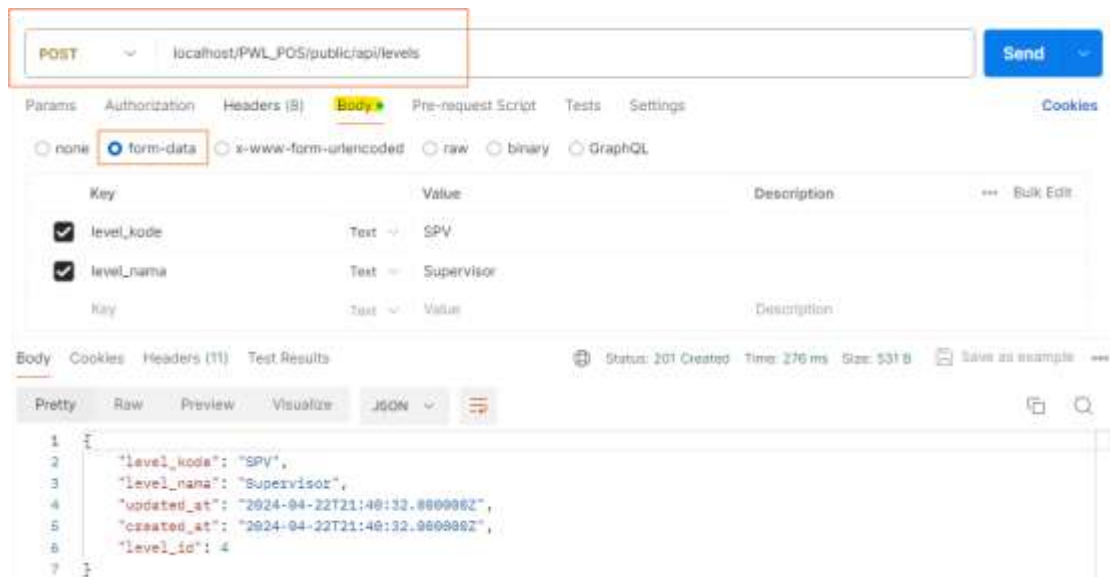 POST localhost/PWL_POS/public/api/levels Send
Params Authorization Headers (8) Body Pre-request Script Tests Settings Cookies
none form-data x-www-form-urlencoded raw binary GraphQL
Key Value Description ••• Bulk Edit
level_kode Text SPV
level_nama Text Supervisor
Key Text Value Description
Body Cookies Headers (11) Test Results Status: 201 Created Time: 276 ms Size: 531 B Save as example •••
Pretty Raw Preview Visualize JSON
1 {
2 "level_kode": "SPV",
3 "level_nama": "Supervisor",
4 "updated_at": "2024-04-22T21:40:32.000000Z",
5 "created_at": "2024-04-22T21:40:32.000000Z",
6 "level_id": 4
7 }